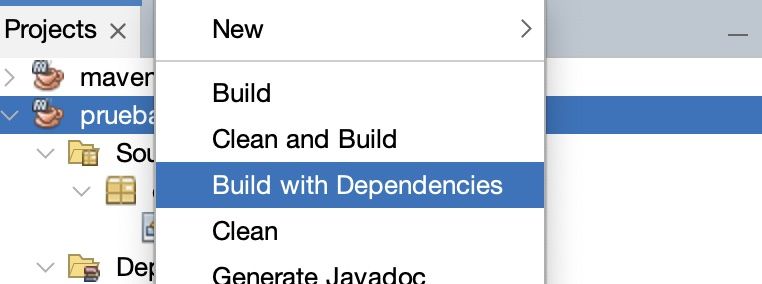 Projects
New
maven
Build
prueba
Clean and Build
Sou
Build with Dependencies
Clean
Dep
Generate Javadoc